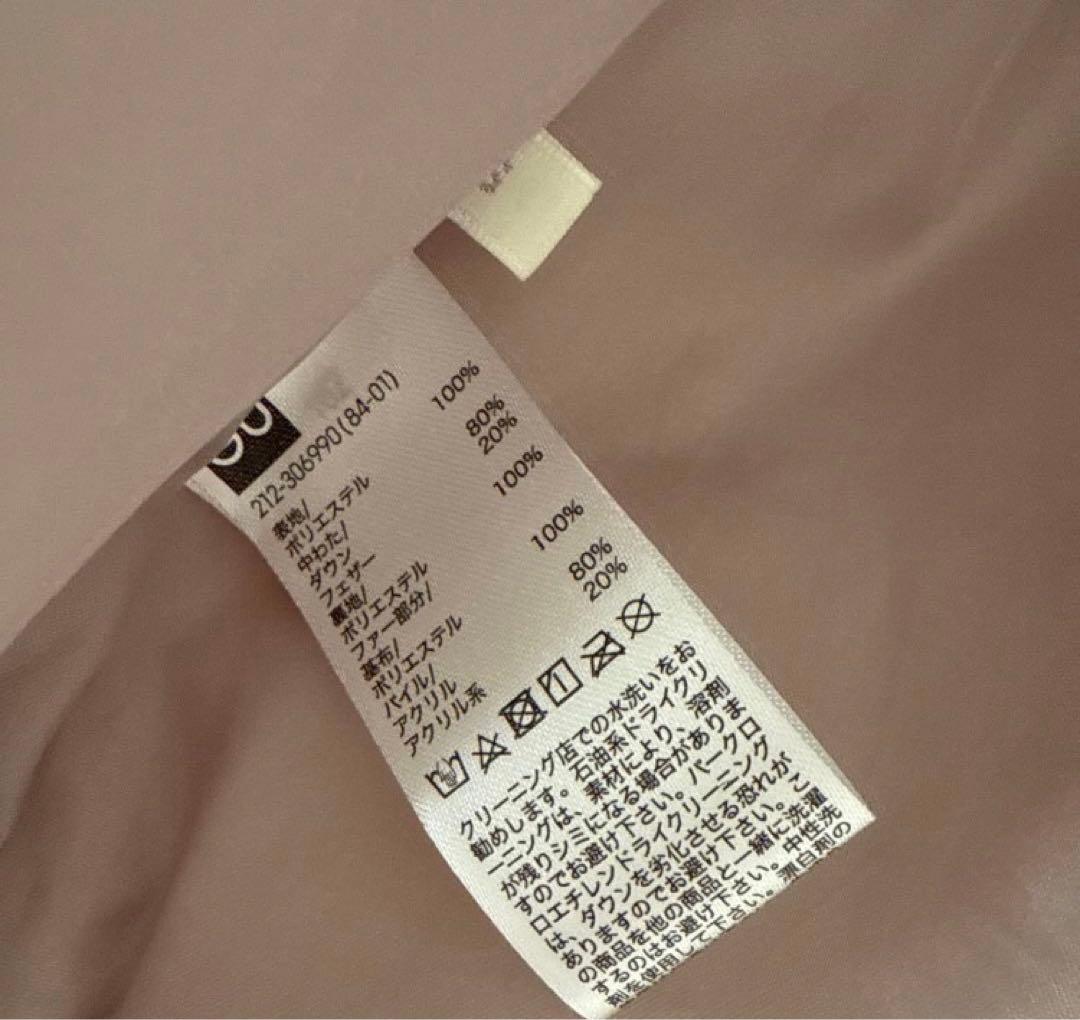 212-306990(84-01)
表地/
ポリエステル 100%
中わた/
ダウン 80%
フェザー 20%
裏地/
ポリエステル 100%
ファー部分/
基布/
ポリエステル 100%
パイル/
アクリル 80%
アクリル系 20%
クリーニング店での水洗いをお
勧めします。石油系ドライクリ
ーニングは、素材により、溶剤
が残りシミになる場合がありま
すのでお避け下さい。パークロ
ロエチレンドライクリーニング
は、ダウンを劣化させる恐れが
ありますのでお避け下さい。こ
の商品を他の商品と一緒に洗濯
するのはお避け下さい。中性洗
剤を使用して下さい。漂白剤の